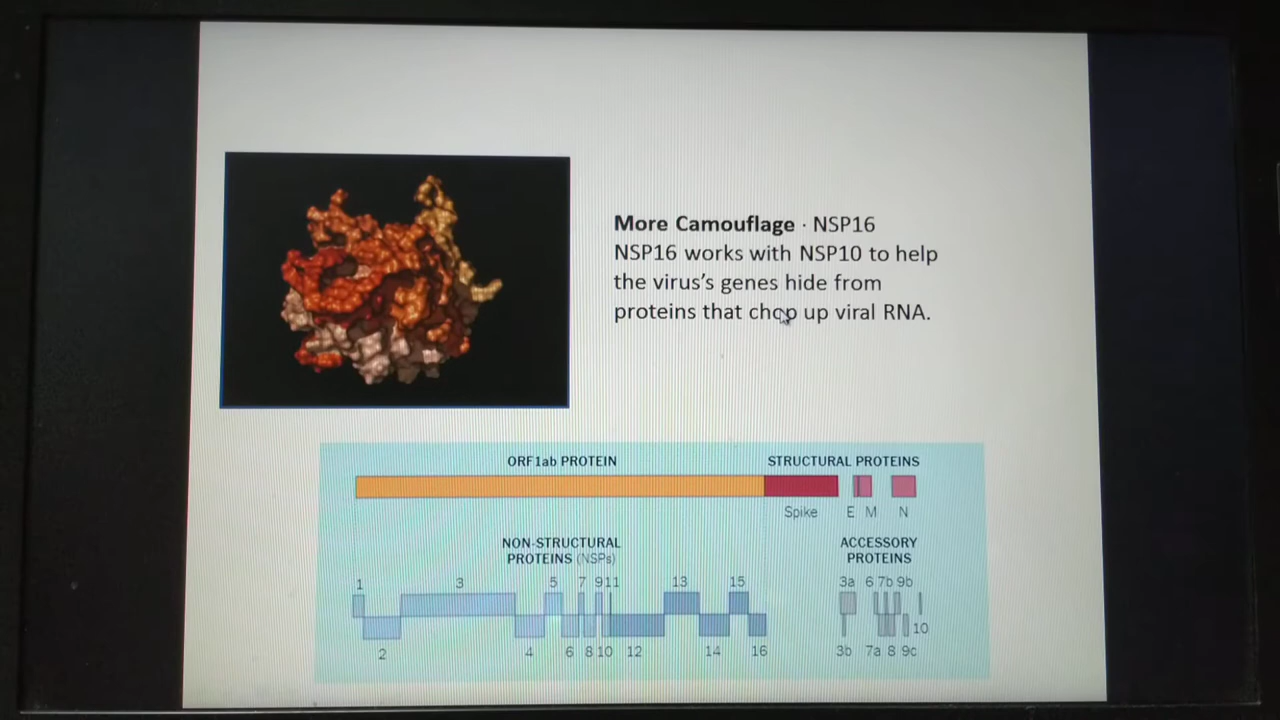 More Camouflage · NSP16
NSP16 works with NSP10 to help
the virus's genes hide from
proteins that chop up viral RNA.
ORF1ab PROTEIN
STRUCTURAL PROTEINS
Spike E M N
NON-STRUCTURAL
PROTEINS (NSPs)
ACCESSORY
PROTEINS
1 3 5 7 9 11 13 15
2 4 6 8 10 12 14 16
3a 6 7b 9b
10
3b 7a 8 9c